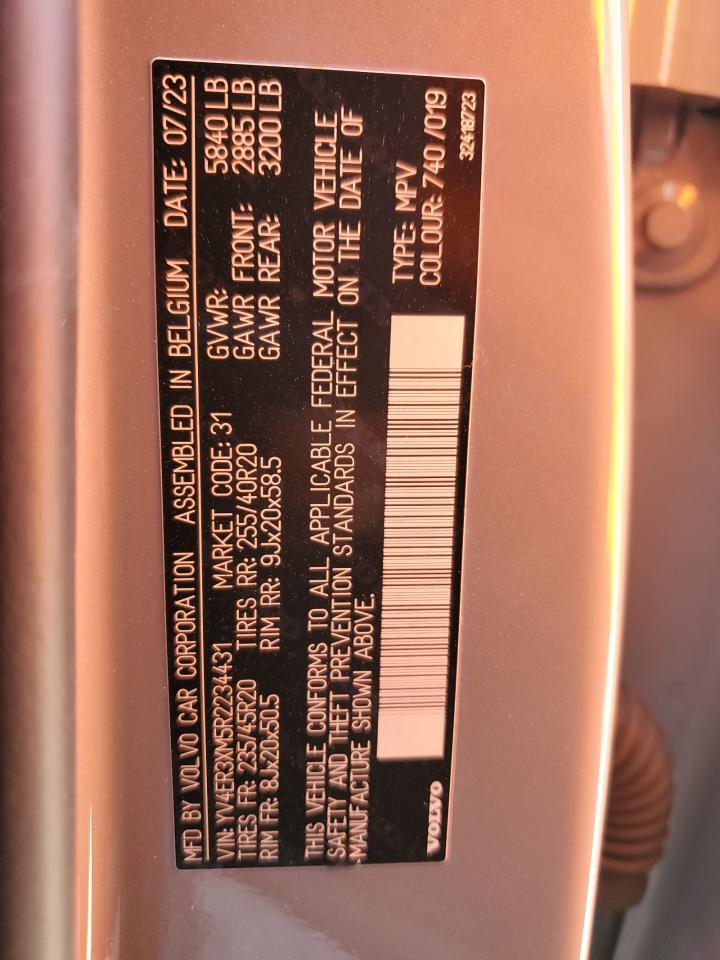 MFD BY VOLVO CAR CORPORATION ASSEMBLED IN BELGIUM DATE: 07/23
VIN: YV4ER3XM5R2234431 MARKET CODE: 31 GVWR: 5840 LB
TIRES FR: 235/45R20 TIRES RR: 255/40R20 GAWR FRONT: 2885 LB
RIM FR: 8Jx20x50.5 RIM RR: 9Jx20x58.5 GAWR REAR: 3200 LB
THIS VEHICLE CONFORMS TO ALL APPLICABLE FEDERAL MOTOR VEHICLE
SAFETY AND THEFT PREVENTION STANDARDS IN EFFECT ON THE DATE OF
MANUFACTURE SHOWN ABOVE.
TYPE: MPV
COLOUR: 740/019
VOLVO
32418723